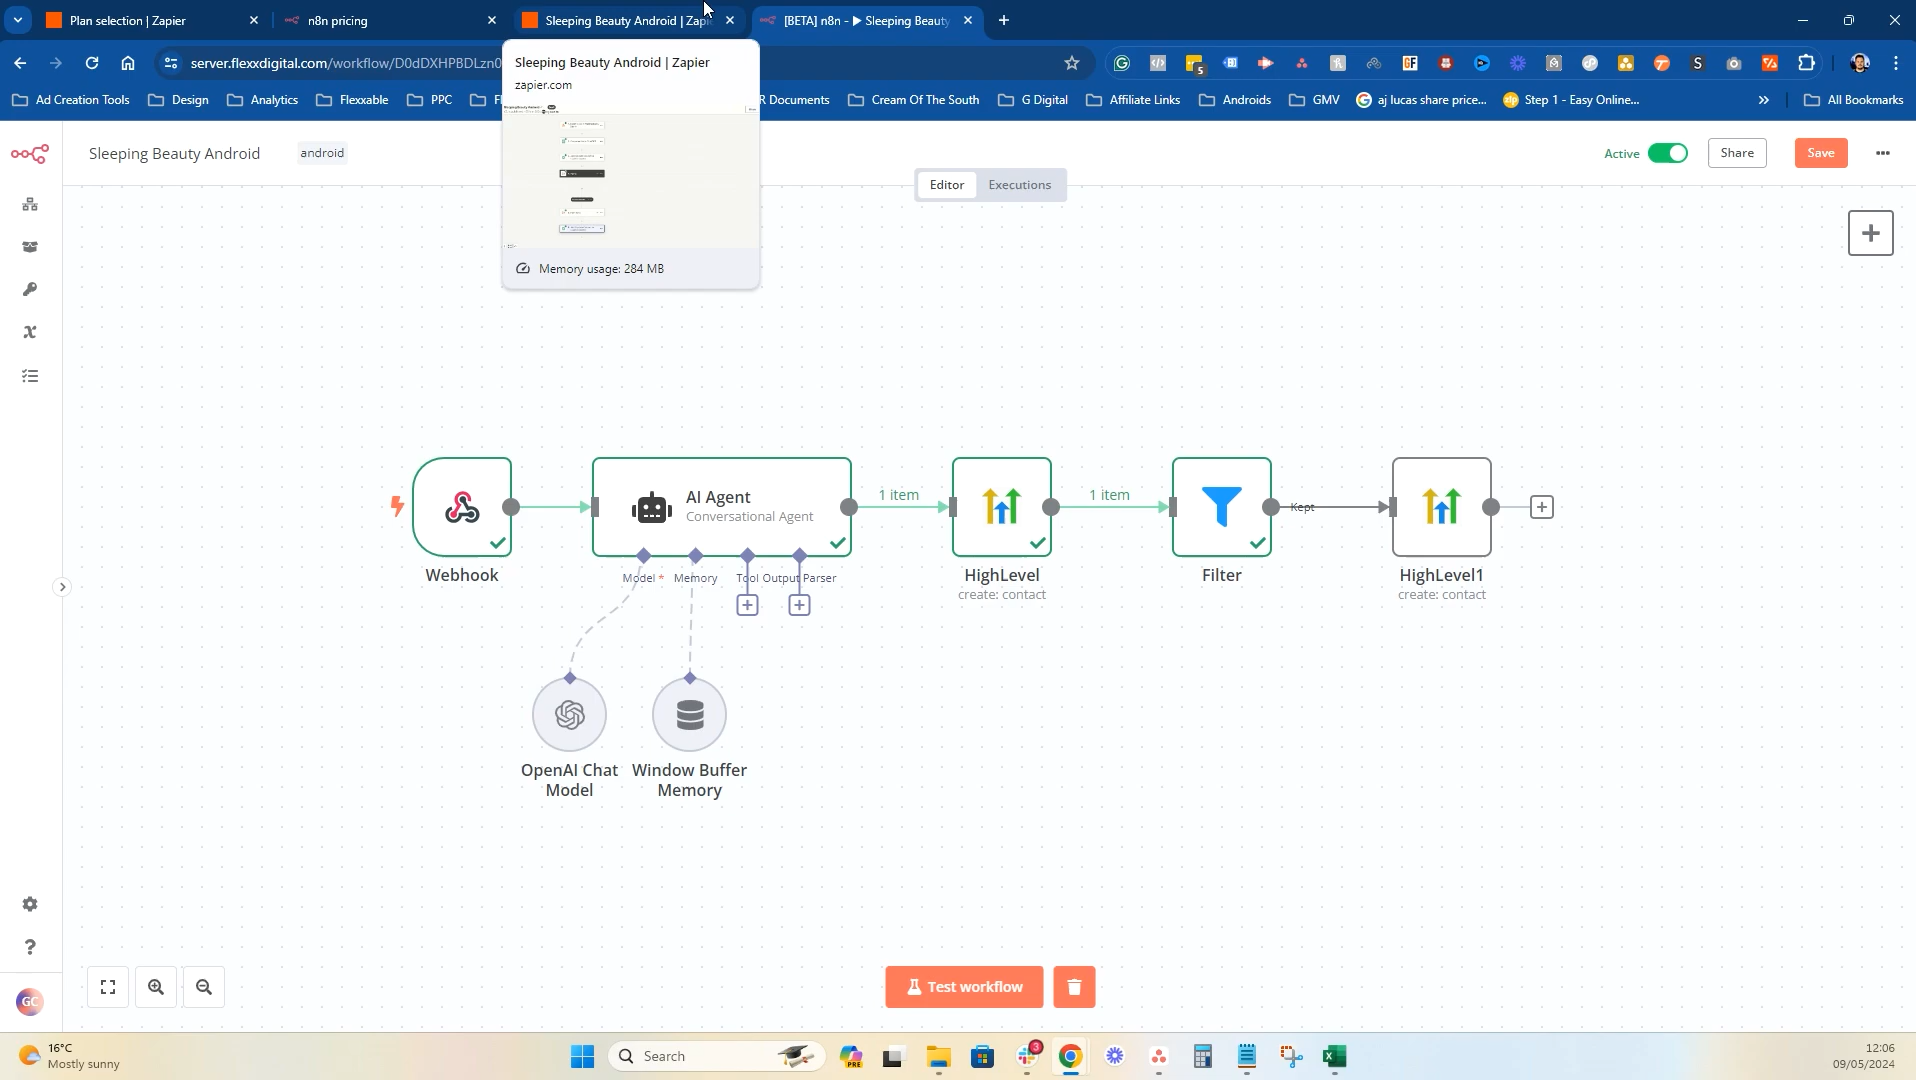 Plan selection | Zapier
n8n pricing
Sleeping Beauty Android | Zap
[BETA] n8n - ▶ Sleeping Beauty
server.flexxdigital.com/workflow/D0dDXHPBDLzn0
5
Ad Creation Tools
Design
Analytics
Flexxable
PPC
R Documents
Cream Of The South
G Digital
Affiliate Links
Androids
GMV
aj lucas share price...
Step 1 - Easy Online...
»
All Bookmarks
Sleeping Beauty Android | Zapier
zapier.com
Memory usage: 284 MB
Sleeping Beauty Android
android
Active
Share
Save
Editor
Executions
AI Agent
Conversational Agent
1 item
1 item
Kept
Webhook
Model *
Memory
Tool
Output Parser
HighLevel
create: contact
Filter
HighLevel1
create: contact
OpenAI Chat
Model
Window Buffer
Memory
GC
Test workflow
16°C
Mostly sunny
Search
PRE
3
12:06
09/05/2024